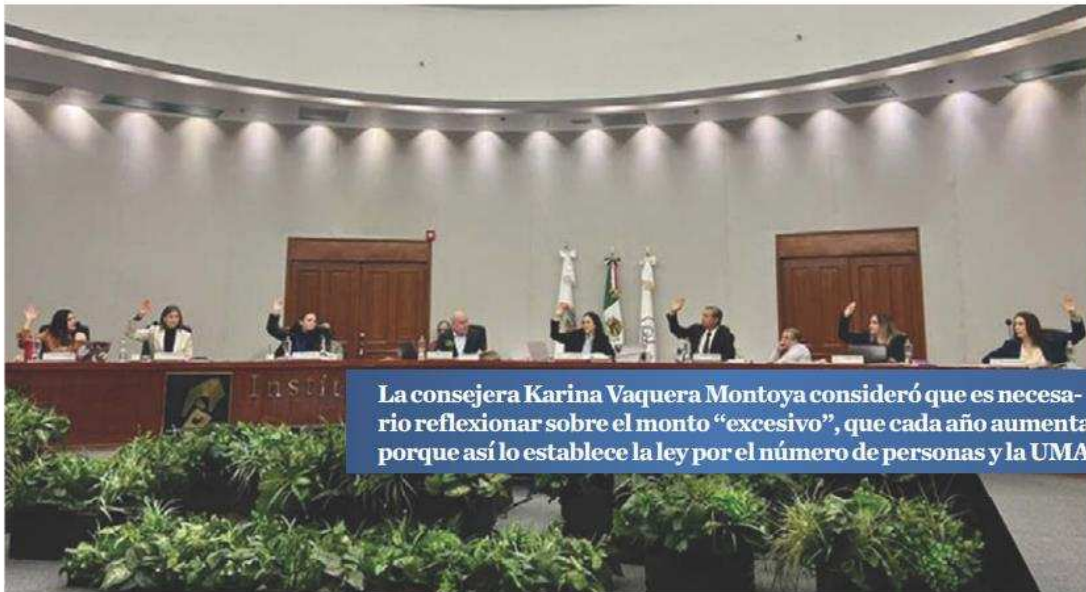 Instit
La consejera Karina Vaquera Montoya consideró que es necesa-
rio reflexionar sobre el monto “excesivo”, que cada año aumenta
porque así lo establece la ley por el número de personas y la UMA